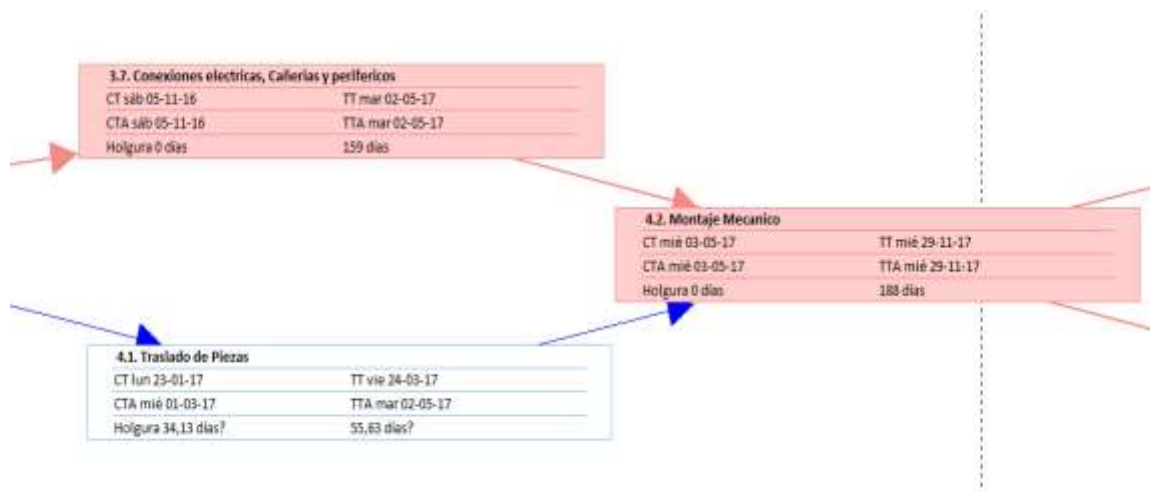 3.7. Conexiones electricas, Cañerias y perifericos
CT sáb 05-11-16 TT mar 02-05-17
CTA sáb 05-11-16 TTA mar 02-05-17
Holgura 0 días 159 días
4.2. Montaje Mecanico
CT mié 03-05-17 TT mié 29-11-17
CTA mié 03-05-17 TTA mié 29-11-17
Holgura 0 días 188 días
4.1. Traslado de Piezas
CT lun 23-01-17 TT vie 24-03-17
CTA mié 01-03-17 TTA mar 02-05-17
Holgura 34,13 días? 55,63 días?